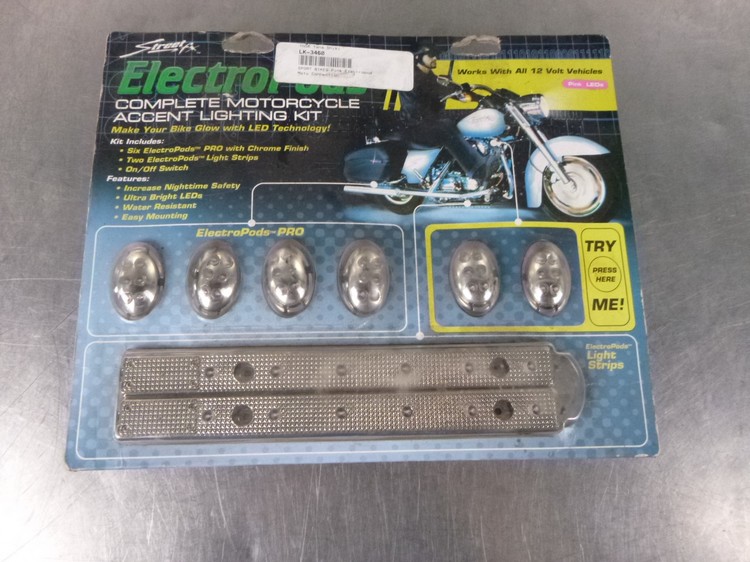 Street FX
LK-3460
ElectroPods
COMPLETE MOTORCYCLE
ACCENT LIGHTING KIT
Make Your Bike Glow with LED Technology!
Kit Includes:
• Six ElectroPods™ PRO with Chrome Finish
• Two ElectroPods™ Light Strips
• On/Off Switch
Features:
• Increase Nighttime Safety
• Ultra Bright LEDs
• Water Resistant
• Easy Mounting
Works With All 12 Volt Vehicles
Pink LEDs
ElectroPods-PRO
TRY
PRESS
HERE
ME!
ElectroPods™
Light
Strips